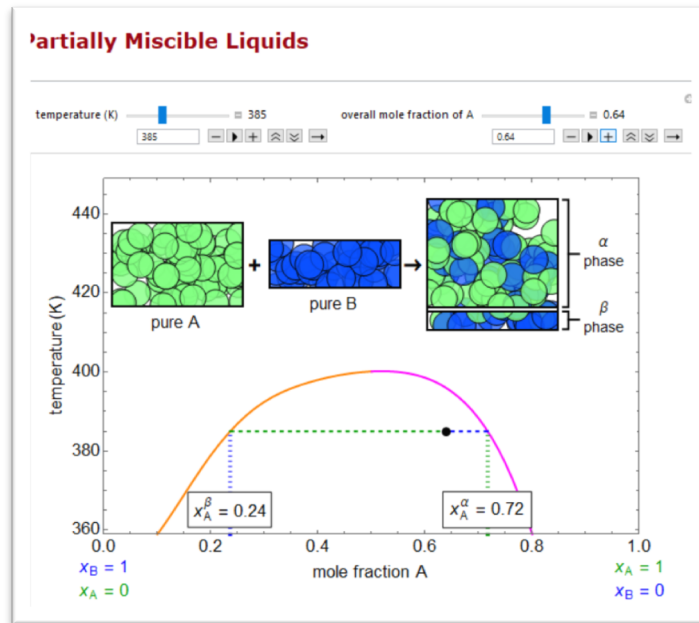 Partially Miscible Liquids
temperature (K) 385 overall mole fraction of A 0.64
385 0.64
440
420
400
380
360
temperature (K)
pure A
+
pure B
→
α
phase
β
phase
x_A^β = 0.24
x_A^α = 0.72
0.0 0.2 0.4 0.6 0.8 1.0
mole fraction A
x_B = 1
x_A = 0
x_A = 1
x_B = 0